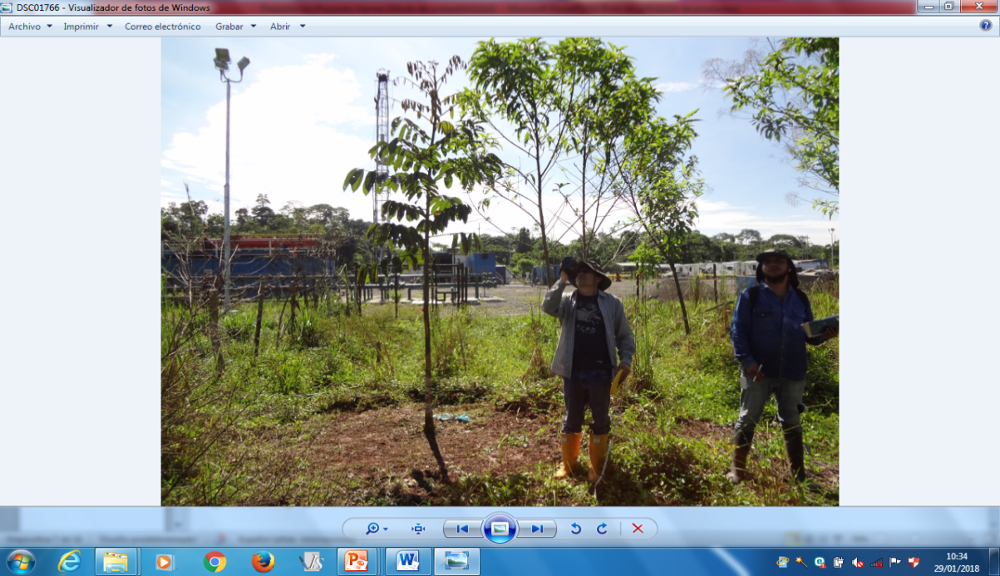 DSC01766 - Visualizador de fotos de Windows
Archivo Imprimir Correo electrónico Grabar Abrir
10:34
29/01/2018